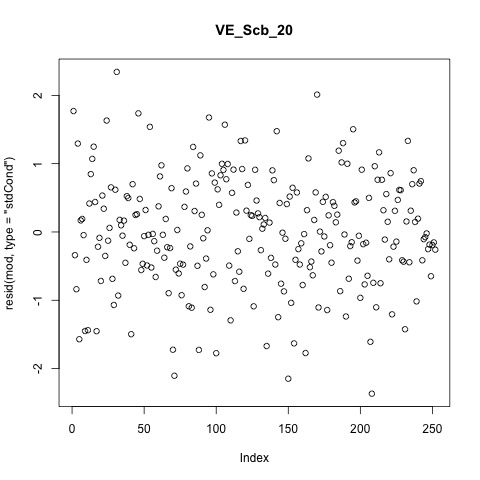 VE_Scb_20
resid(mod, type = "stdCond")
2
1
0
-1
-2
0 50 100 150 200 250
Index